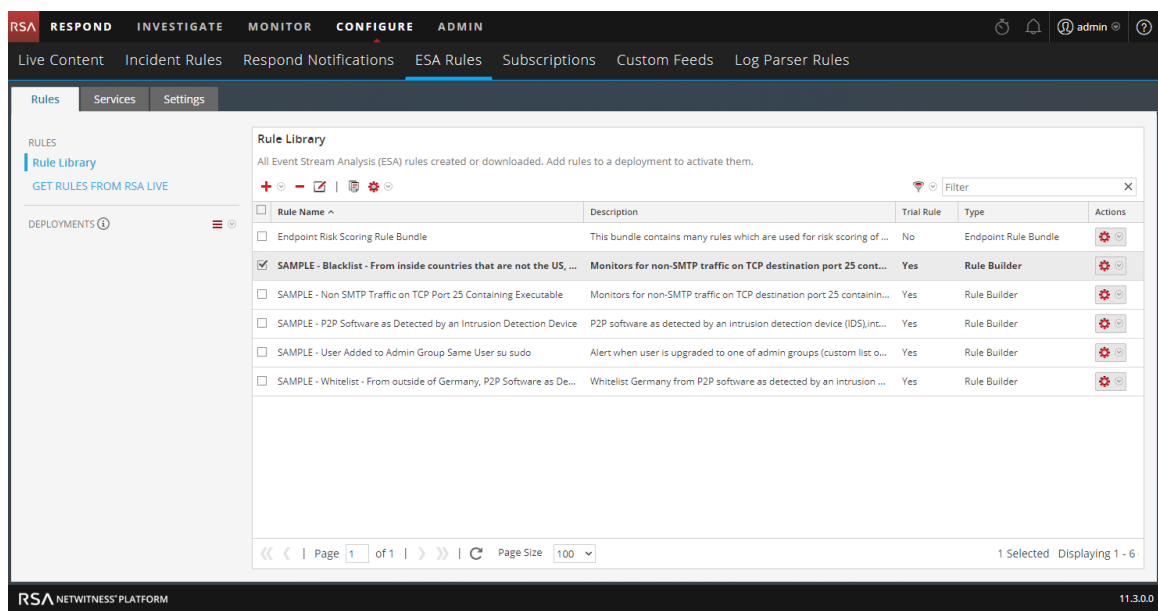 RSA RESPOND INVESTIGATE MONITOR CONFIGURE ADMIN admin
Live Content Incident Rules Respond Notifications ESA Rules Subscriptions Custom Feeds Log Parser Rules
Rules Services Settings
RULES
Rule Library
GET RULES FROM RSA LIVE
DEPLOYMENTS
Rule Library
All Event Stream Analysis (ESA) rules created or downloaded. Add rules to a deployment to activate them.
Filter
Rule Name Description Trial Rule Type Actions
Endpoint Risk Scoring Rule Bundle This bundle contains many rules which are used for risk scoring of ... No Endpoint Rule Bundle
SAMPLE - Blacklist - From inside countries that are not the US, ... Monitors for non-SMTP traffic on TCP destination port 25 cont... Yes Rule Builder
SAMPLE - Non SMTP Traffic on TCP Port 25 Containing Executable Monitors for non-SMTP traffic on TCP destination port 25 containin... Yes Rule Builder
SAMPLE - P2P Software as Detected by an Intrusion Detection Device P2P software as detected by an intrusion detection device (IDS),int... Yes Rule Builder
SAMPLE - User Added to Admin Group Same User su sudo Alert when user is upgraded to one of admin groups (custom list o... Yes Rule Builder
SAMPLE - Whitelist - From outside of Germany, P2P Software as De... Whitelist Germany from P2P software as detected by an intrusion ... Yes Rule Builder
Page 1 of 1 Page Size 100 1 Selected Displaying 1 - 6
RSA NETWITNESS® PLATFORM 11.3.0.0